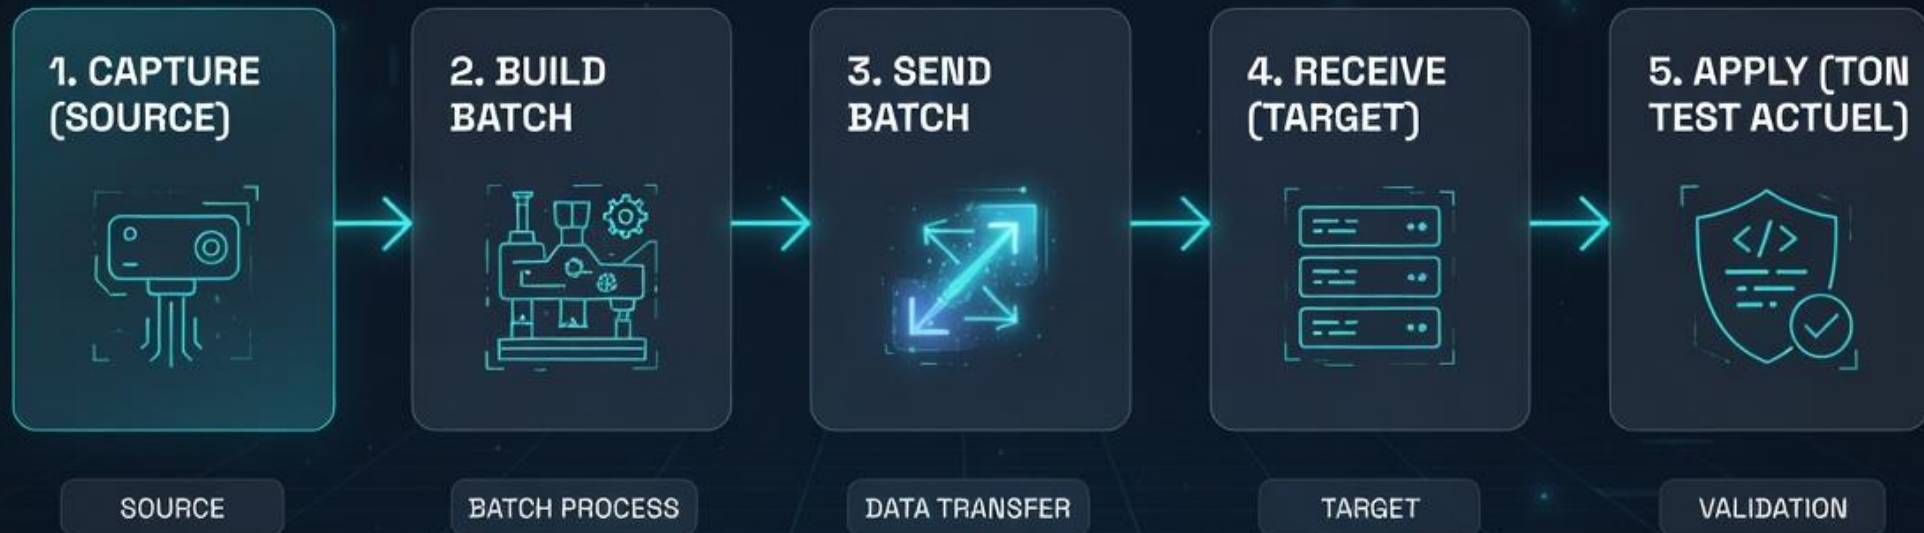 1. CAPTURE
(SOURCE)
2. BUILD
BATCH
3. SEND
BATCH
4. RECEIVE
(TARGET)
5. APPLY (TON
TEST ACTUEL)
</>
SOURCE
BATCH PROCESS
DATA TRANSFER
TARGET
VALIDATION